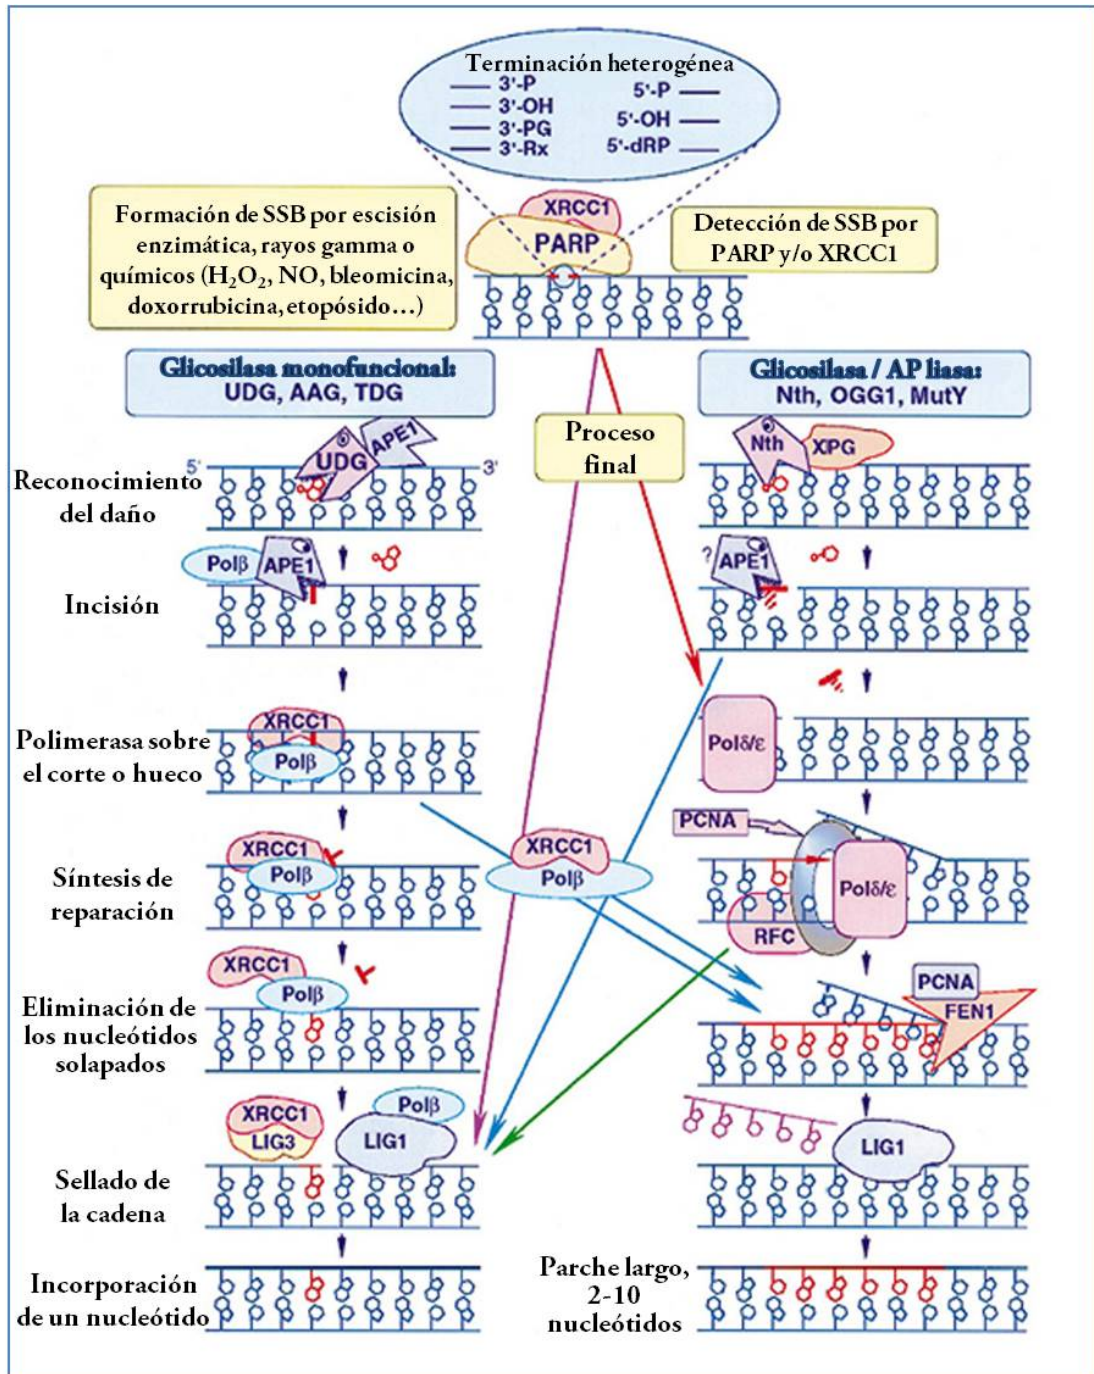 Terminación heterogénea
3'-P
3'-OH
3'-PG
3'-Rx
5'-P
5'-OH
5'-dRP
XRCC1
PARP
Formación de SSB por escisión
enzimática, rayos gamma o
químicos (H₂O₂, NO, bleomicina,
doxorrubicina, etopósido...)
Detección de SSB por
PARP y/o XRCC1
Glicosilasa monofuncional:
UDG, AAG, TDG
Glicosilasa / AP liasa:
Nth, OGG1, MutY
Proceso
final
5'
UDG
APE1
3'
Nth
XPG
Reconocimiento
del daño
Polβ
APE1
?
APE1
Incisión
XRCC1
Polβ
Polimerasa sobre
el corte o hueco
Polδ/ε
XRCC1
Polβ
Síntesis de
reparación
XRCC1
Polβ
PCNA
Polδ/ε
RFC
XRCC1
Polβ
Eliminación de
los nucleótidos
solapados
PCNA
FEN1
XRCC1
LIG3
Polβ
LIG1
LIG1
Sellado de
la cadena
Incorporación
de un nucleótido
Parche largo,
2-10
nucleótidos